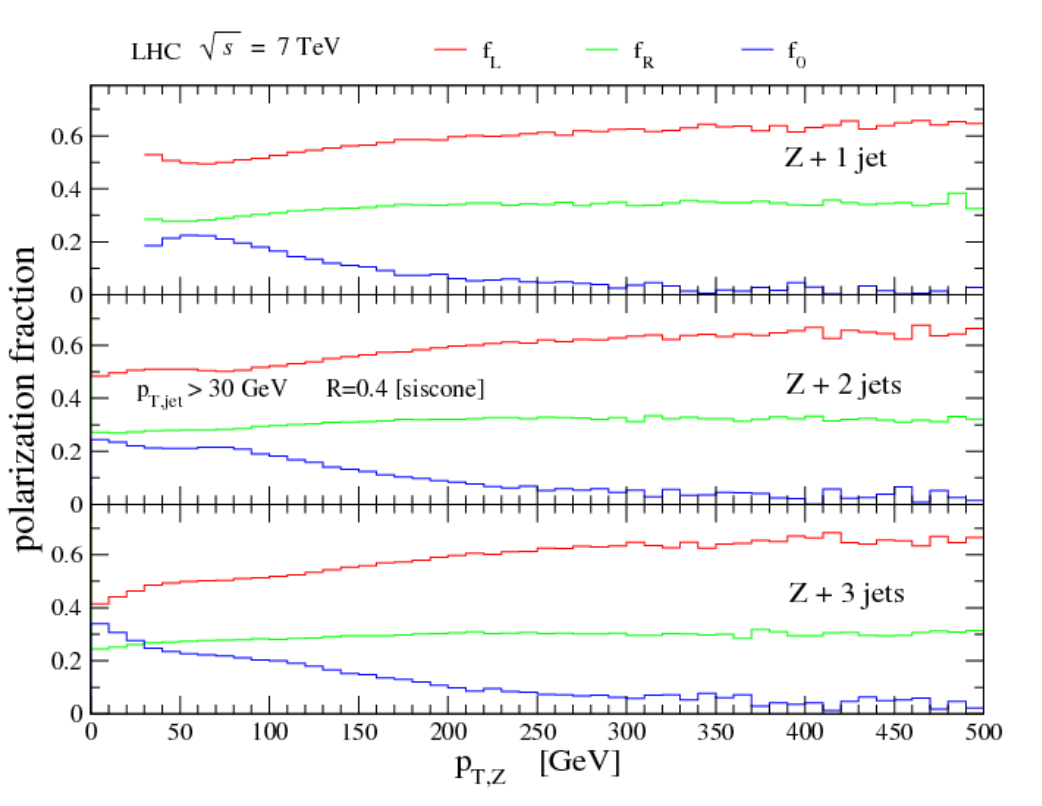 LHC √s = 7 TeV f_L f_R f_0
0.6
Z + 1 jet
0.4
0.2
0
0.6
Z + 2 jets
p_T,jet > 30 GeV R=0.4 [siscone]
0.4
0.2
0
0.6
Z + 3 jets
0.4
0.2
0
polarization fraction
0 50 100 150 200 250 300 350 400 450 500
p_T,Z [GeV]